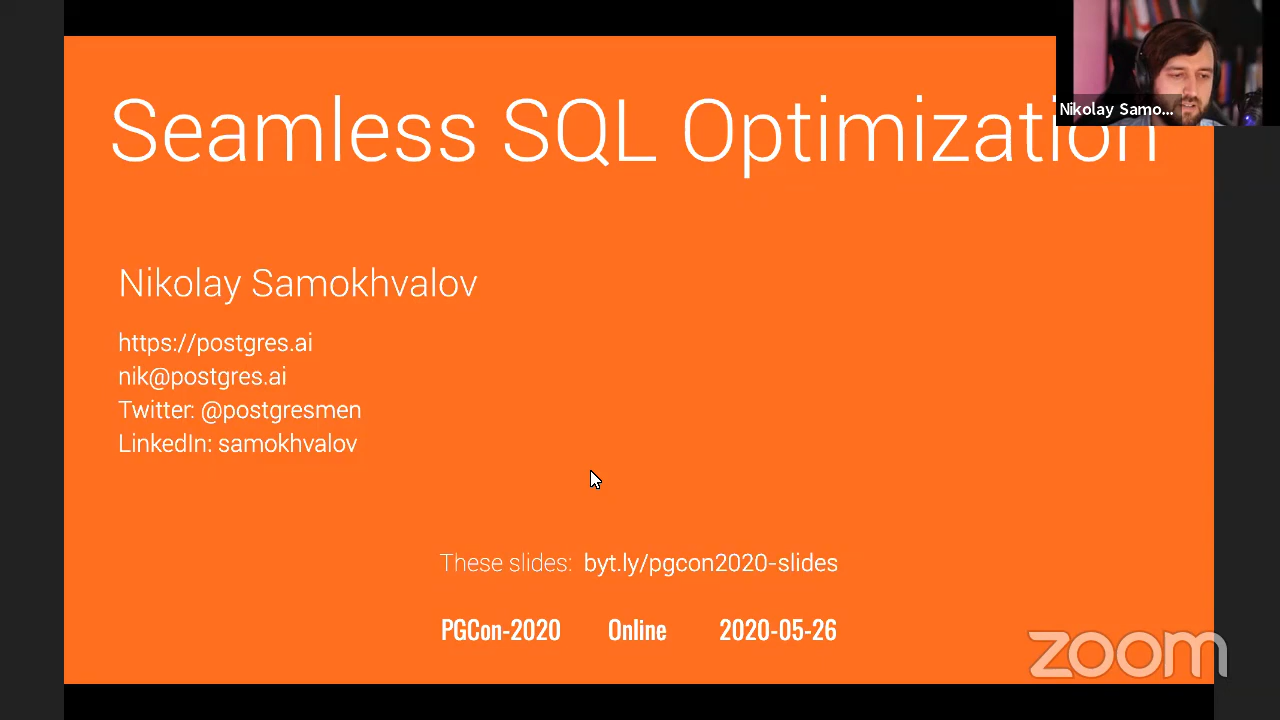 Seamless SQL Optimization
Nikolay Samo...
Nikolay Samokhvalov
https://postgres.ai
nik@postgres.ai
Twitter: @postgresmen
LinkedIn: samokhvalov
These slides: byt.ly/pgcon2020-slides
PGCon-2020 Online 2020-05-26
zoom